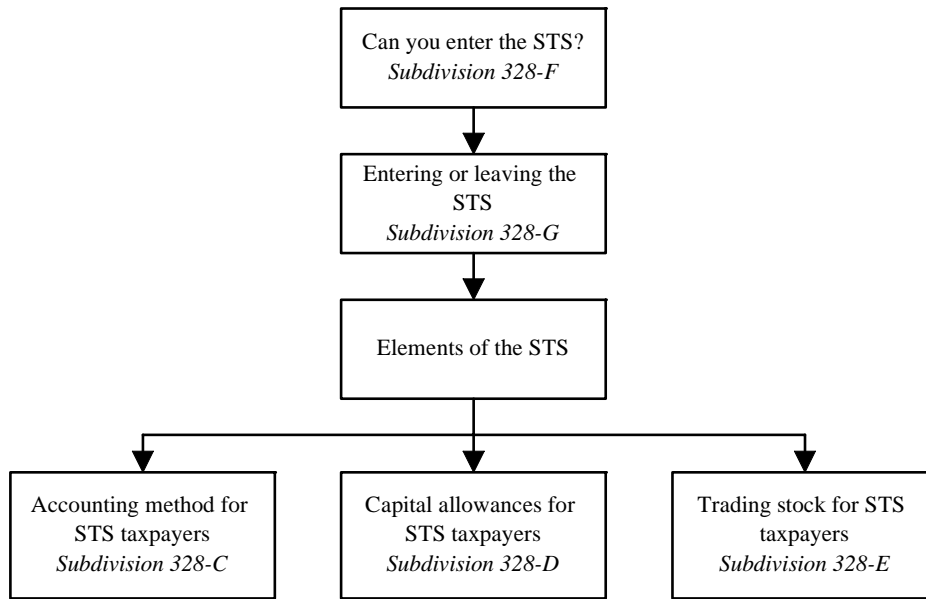 Can you enter the STS?
Subdivision 328-F
Entering or leaving the
STS
Subdivision 328-G
Elements of the STS
Accounting method for
STS taxpayers
Subdivision 328-C
Capital allowances for
STS taxpayers
Subdivision 328-D
Trading stock for STS
taxpayers
Subdivision 328-E